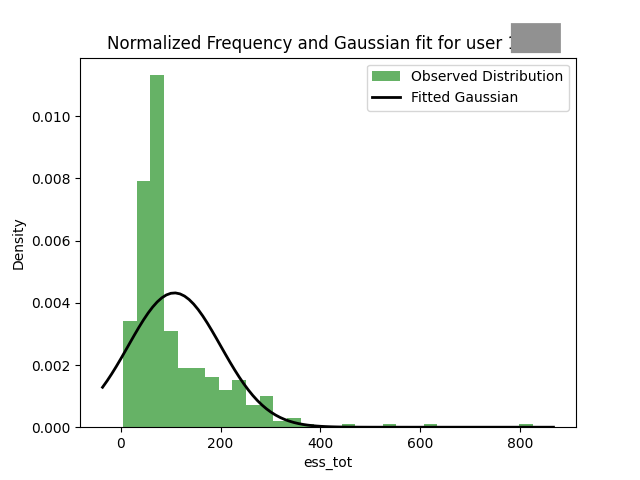 Normalized Frequency and Gaussian fit for user
Observed Distribution
Fitted Gaussian
Density
0.010
0.008
0.006
0.004
0.002
0.000
0
200
400
600
800
ess_tot